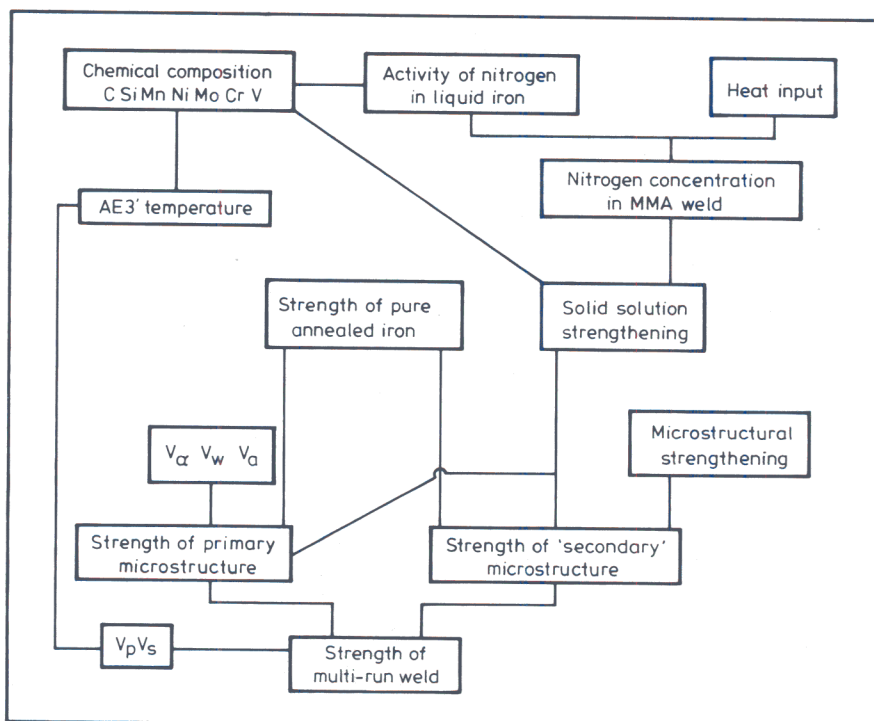 Chemical composition
C Si Mn Ni Mo Cr V
Activity of nitrogen
in liquid iron
Heat input
Nitrogen concentration
in MMA weld
AE3' temperature
Strength of pure
annealed iron
Solid solution
strengthening
Vα Vw Va
Microstructural
strengthening
Strength of primary
microstructure
Strength of 'secondary'
microstructure
VpVs
Strength of
multi-run weld